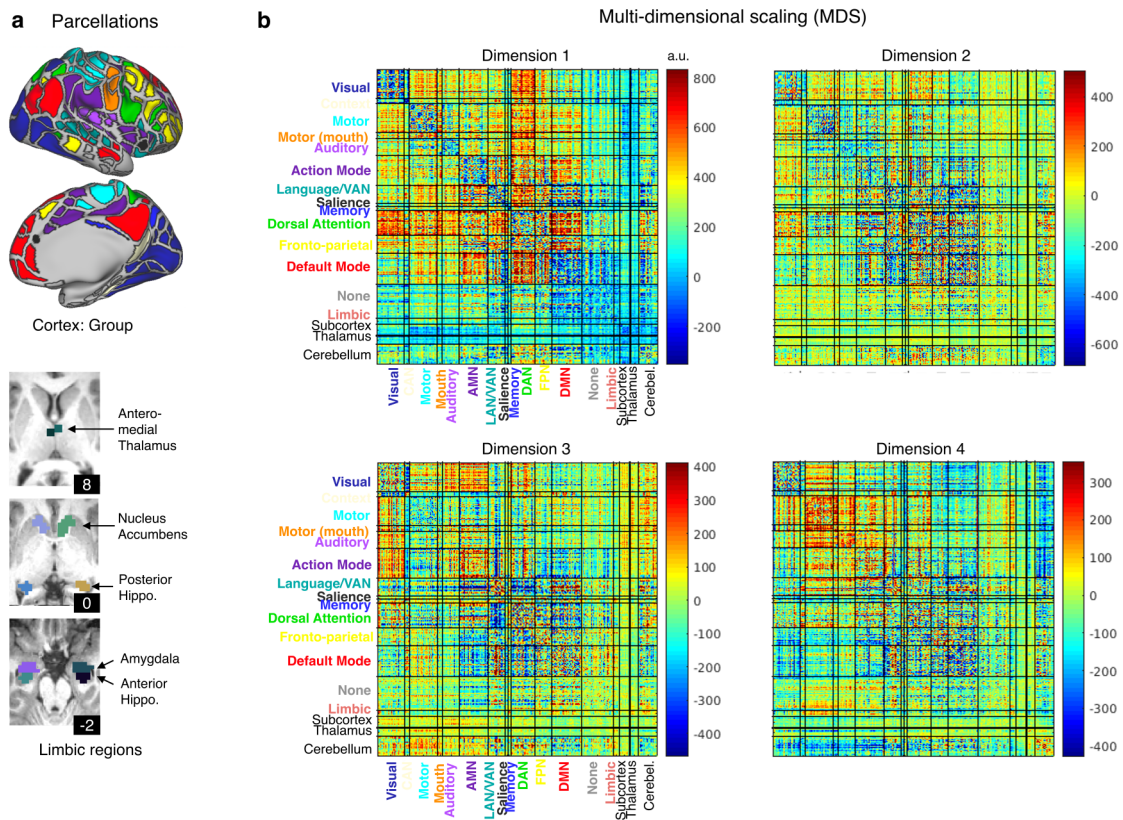 a
Parcellations
Cortex: Group
Antero-
medial
Thalamus
8
Nucleus
Accumbens
Posterior
Hippo.
0
Amygdala
Anterior
Hippo.
-2
Limbic regions
b
Multi-dimensional scaling (MDS)
Dimension 1
a.u.
Visual
Context
Motor
Motor (mouth)
Auditory
Action Mode
Language/VAN
Salience
Memory
Dorsal Attention
Fronto-parietal
Default Mode
None
Limbic
Subcortex
Thalamus
Cerebellum
Visual
Motor
Mouth
Auditory
AMN
LAN/VAN
Salience
Memory
DAN
FPN
DMN
None
Limbic
Subcortex
Thalamus
Cerebel.
800
600
400
200
0
-200
Dimension 2
400
200
0
-200
-400
-600
Dimension 3
Visual
Context
Motor
Motor (mouth)
Auditory
Action Mode
Language/VAN
Salience
Memory
Dorsal Attention
Fronto-parietal
Default Mode
None
Limbic
Subcortex
Thalamus
Cerebellum
Visual
Motor
Mouth
Auditory
AMN
LAN/VAN
Salience
Memory
DAN
FPN
DMN
None
Limbic
Subcortex
Thalamus
Cerebel.
400
300
200
100
0
-100
-200
-300
-400
Dimension 4
300
200
100
0
-100
-200
-300
-400